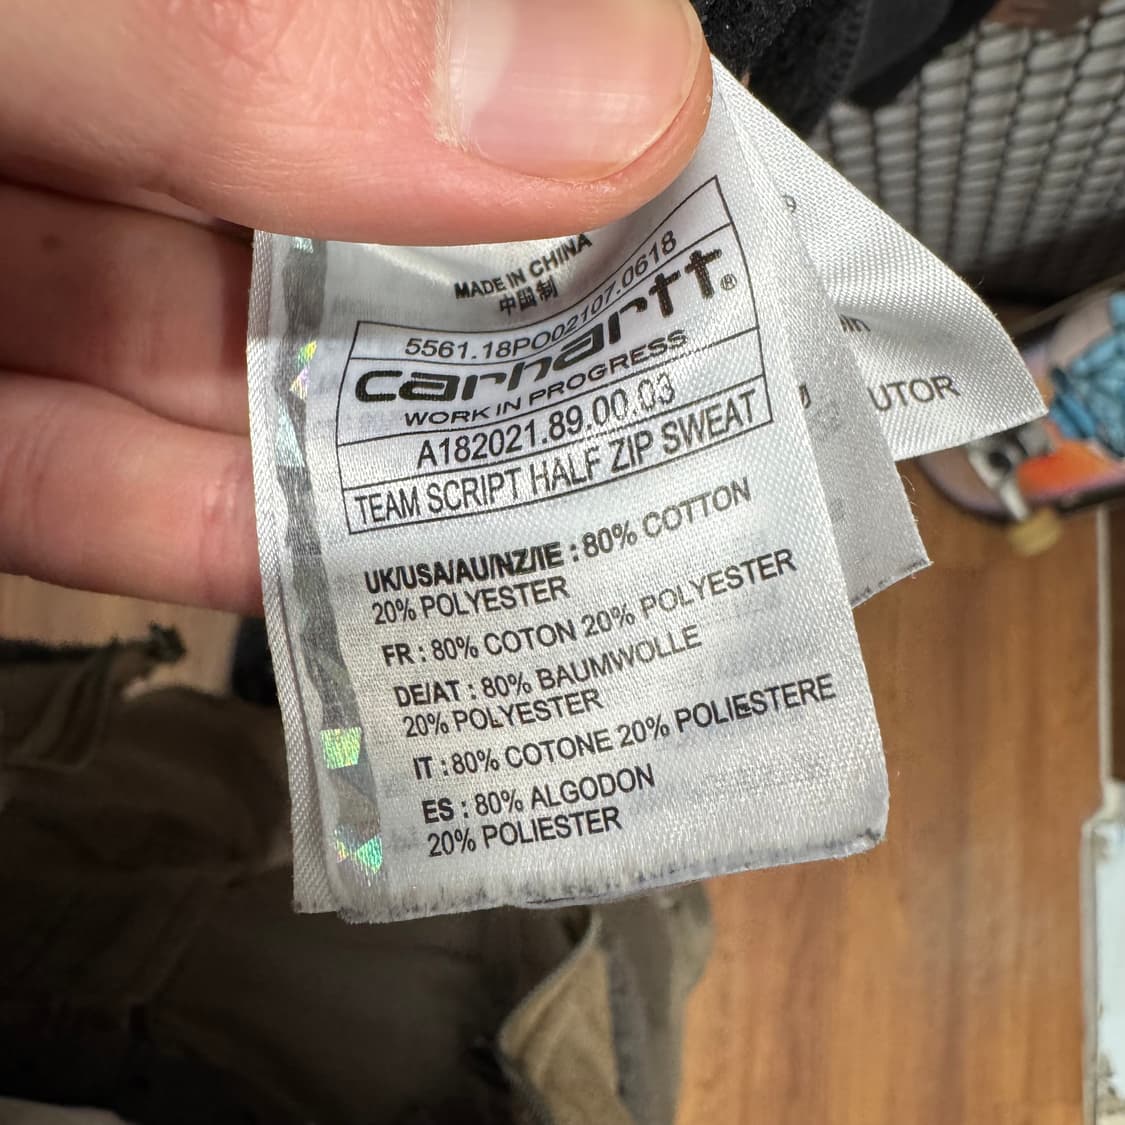 MADE IN CHINA
中国制
5561.18PO02107.0618
carhartt®
WORK IN PROGRESS
A182021.89.00.03
TEAM SCRIPT HALF ZIP SWEAT
UK/USA/AU/NZ/IE : 80% COTTON
20% POLYESTER
FR : 80% COTON 20% POLYESTER
DE/AT : 80% BAUMWOLLE
20% POLYESTER
IT : 80% COTONE 20% POLIESTERE
ES : 80% ALGODON
20% POLIESTER
UTOR